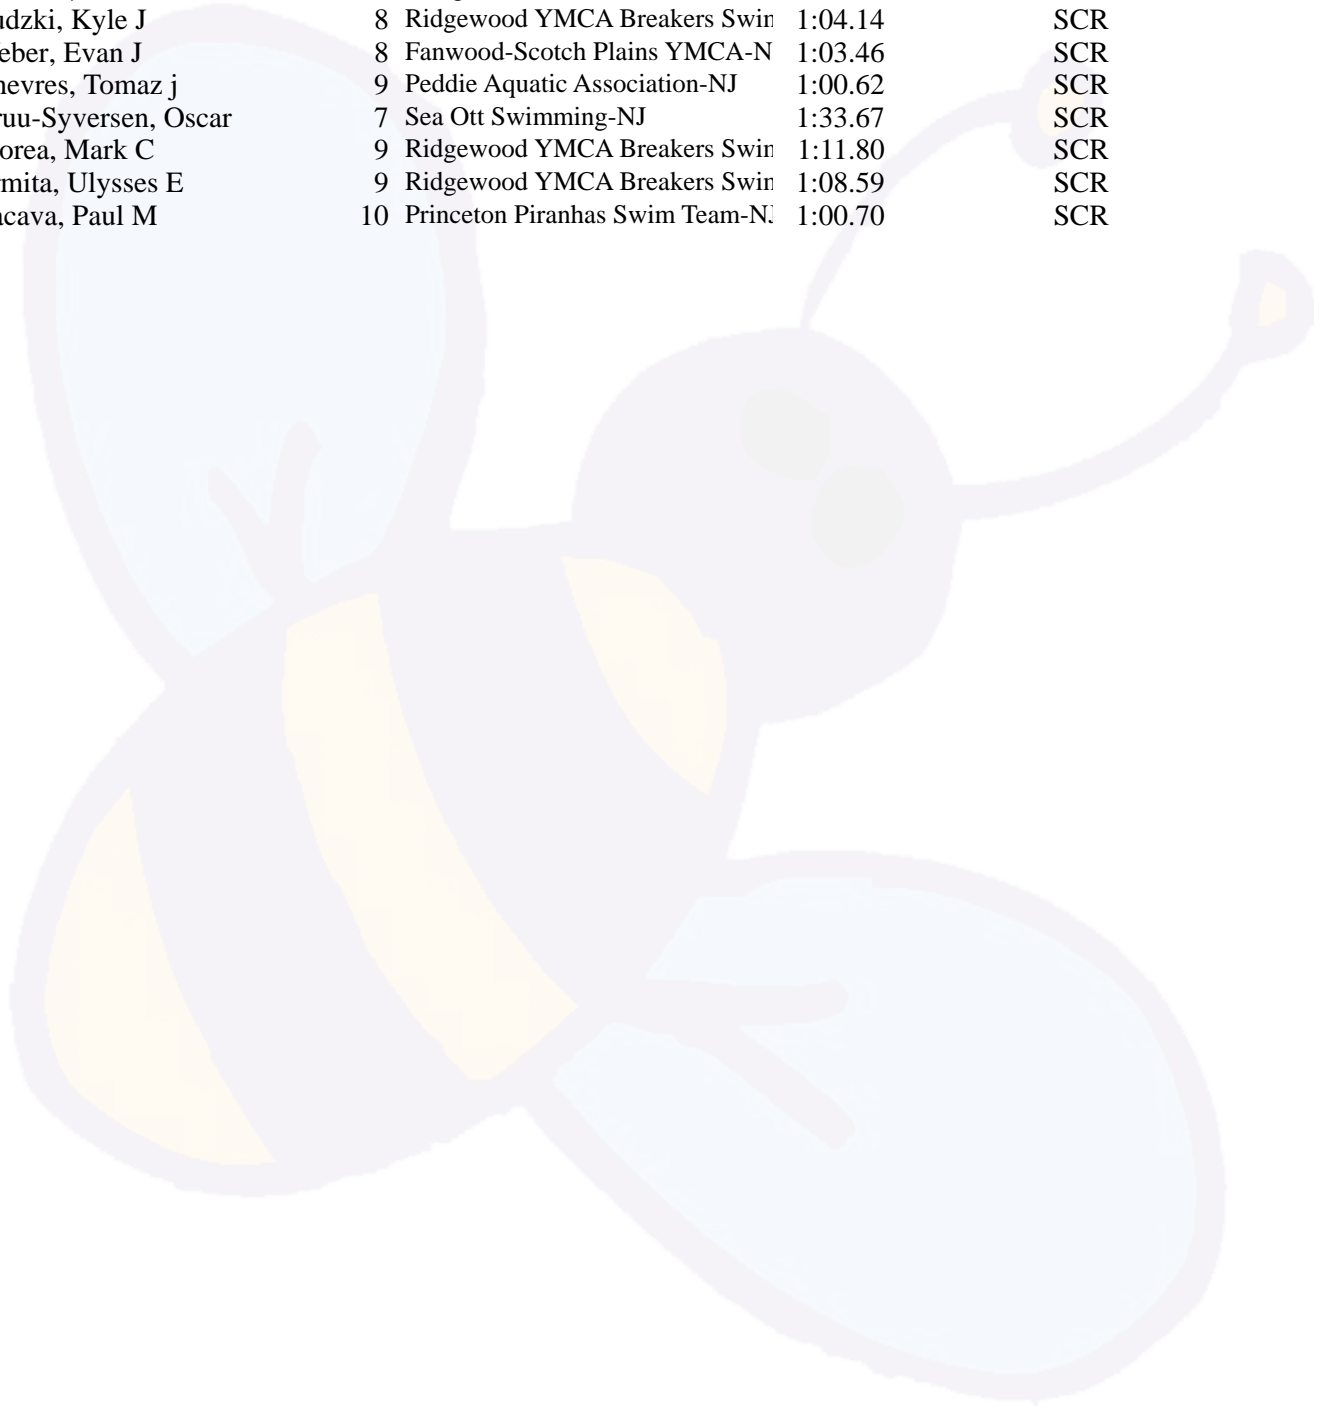 udzki, Kyle J 8 Ridgewood YMCA Breakers Swin 1:04.14 SCR
eber, Evan J 8 Fanwood-Scotch Plains YMCA-N 1:03.46 SCR
nevres, Tomaz j 9 Peddie Aquatic Association-NJ 1:00.62 SCR
ruu-Syversen, Oscar 7 Sea Ott Swimming-NJ 1:33.67 SCR
orea, Mark C 9 Ridgewood YMCA Breakers Swin 1:11.80 SCR
rmita, Ulysses E 9 Ridgewood YMCA Breakers Swin 1:08.59 SCR
acava, Paul M 10 Princeton Piranhas Swim Team-NJ 1:00.70 SCR